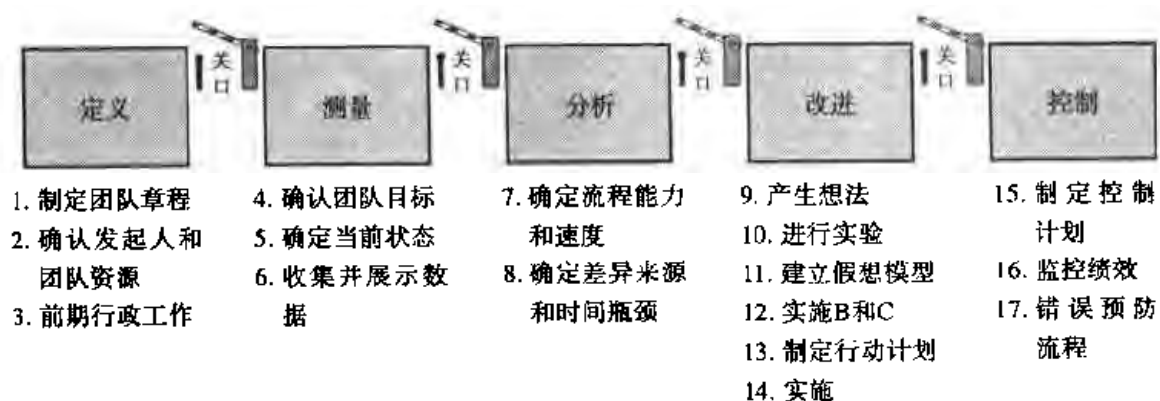 定义
关
口
测量
关
口
分析
关
口
改进
关
口
控制
1. 制定团队章程
2. 确认发起人和
团队资源
3. 前期行政工作
4. 确认团队目标
5. 确定当前状态
6. 收集并展示数
据
7. 确定流程能力
和速度
8. 确定差异来源
和时间瓶颈
9. 产生想法
10. 进行实验
11. 建立假想模型
12. 实施B和C
13. 制定行动计划
14. 实施
15. 制定控制
计划
16. 监控绩效
17. 错误预防
流程